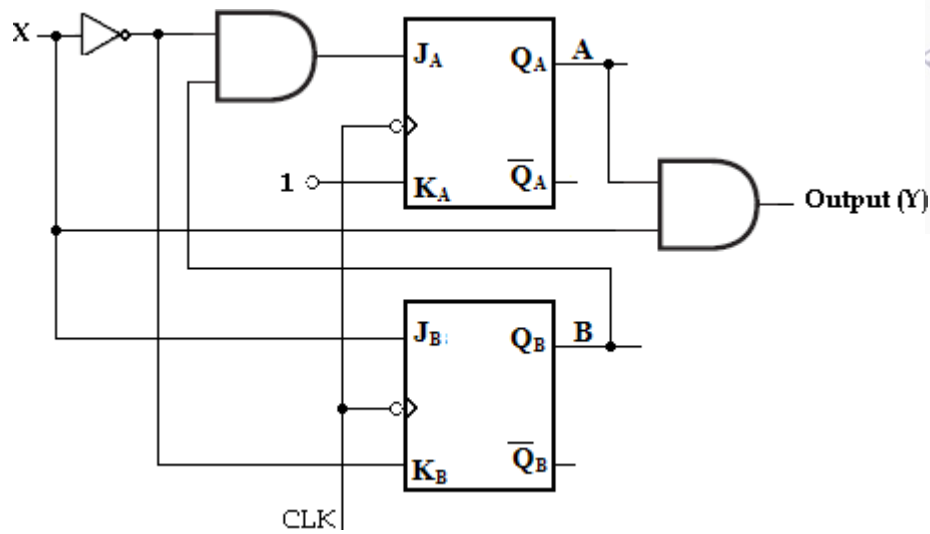 X
J_A
Q_A
A
1
K_A
Q̅_A
Output (Y)
J_B
Q_B
B
K_B
Q̅_B
CLK